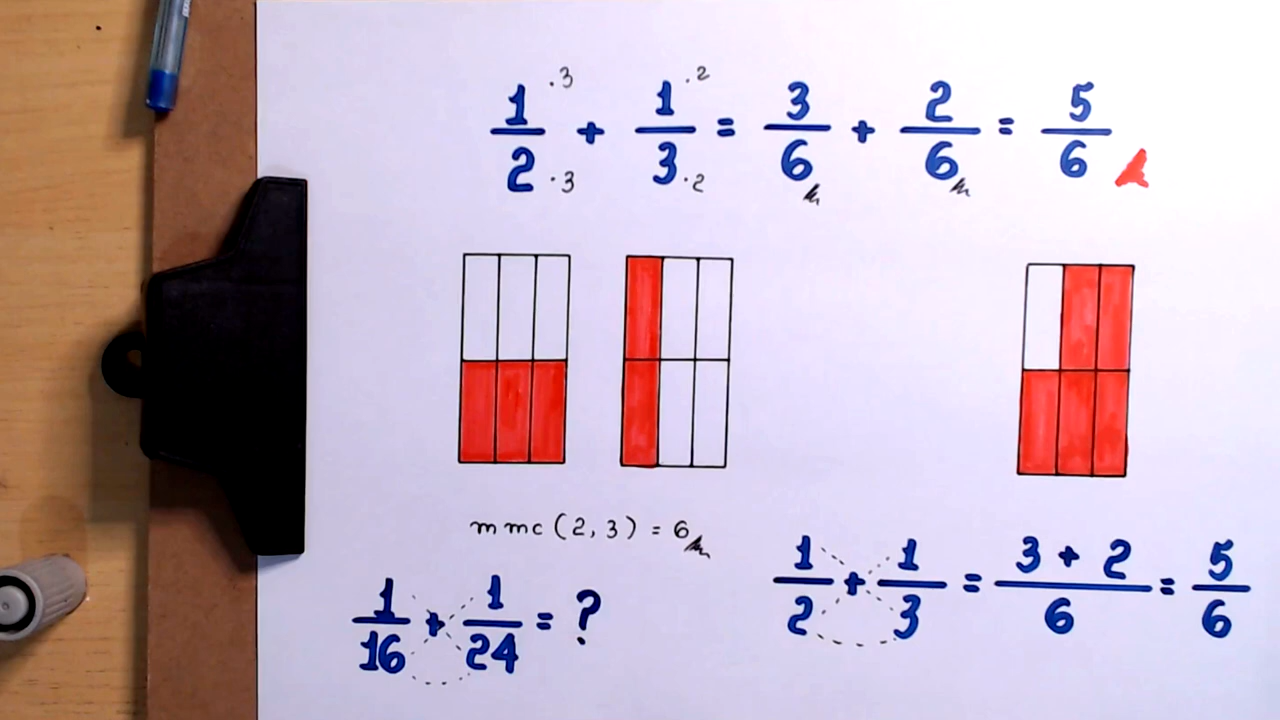 1/2 ·3/·3 + 1/3 ·2/·2 = 3/6 + 2/6 = 5/6
mmc (2, 3) = 6
1/2 + 1/3 = 3 + 2/6 = 5/6
1/16 + 1/24 = ?